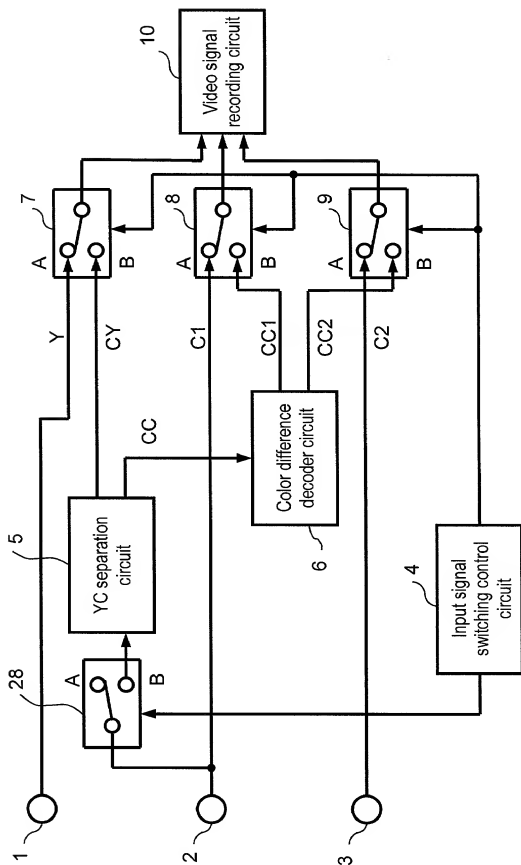 1
2
3
28
A
B
5
YC separation
circuit
Y
CY
CC
C1
CC1
CC2
C2
6
Color difference
decoder circuit
4
Input signal
switching control
circuit
7
A
B
8
A
B
9
A
B
10
Video signal
recording circuit